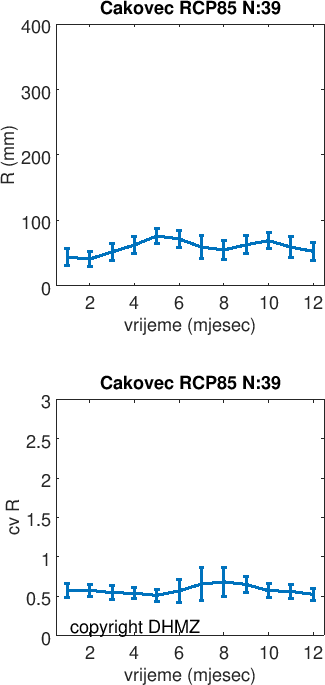 Cakovec RCP85 N:39
400
300
200
100
0
R (mm)
2 4 6 8 10 12
vrijeme (mjesec)
Cakovec RCP85 N:39
3
2.5
2
1.5
1
0.5
0
cv R
copyright DHMZ
2 4 6 8 10 12
vrijeme (mjesec)